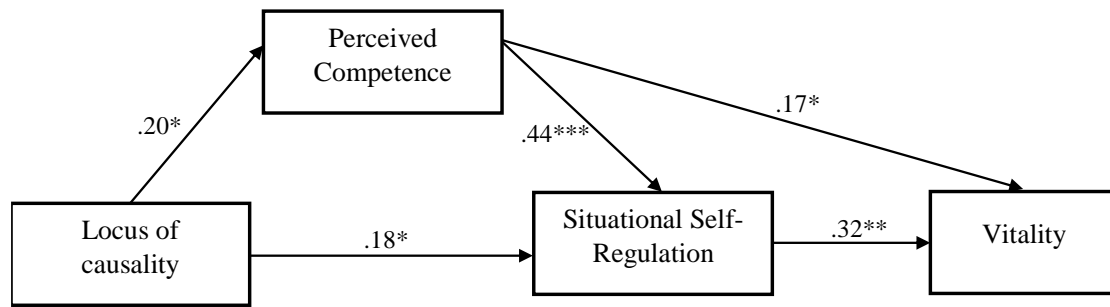 Perceived
Competence
.20*
.44***
.17*
Locus of
causality
.18*
Situational Self-
Regulation
.32**
Vitality